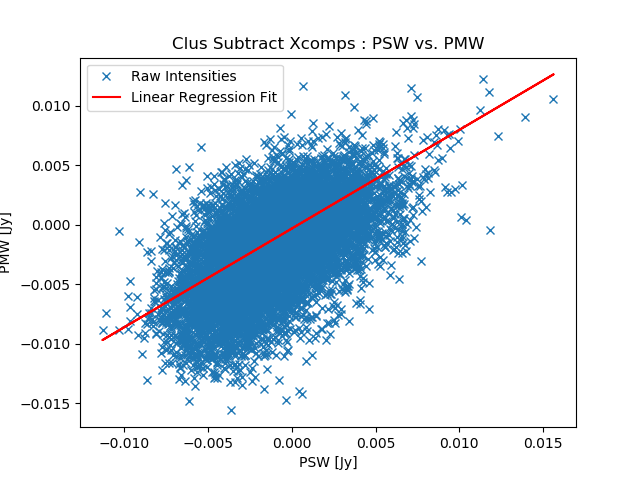 Clus Subtract Xcomps : PSW vs. PMW
Raw Intensities
Linear Regression Fit
0.010
0.005
0.000
−0.005
−0.010
−0.015
PMW [Jy]
−0.010 −0.005 0.000 0.005 0.010 0.015
PSW [Jy]